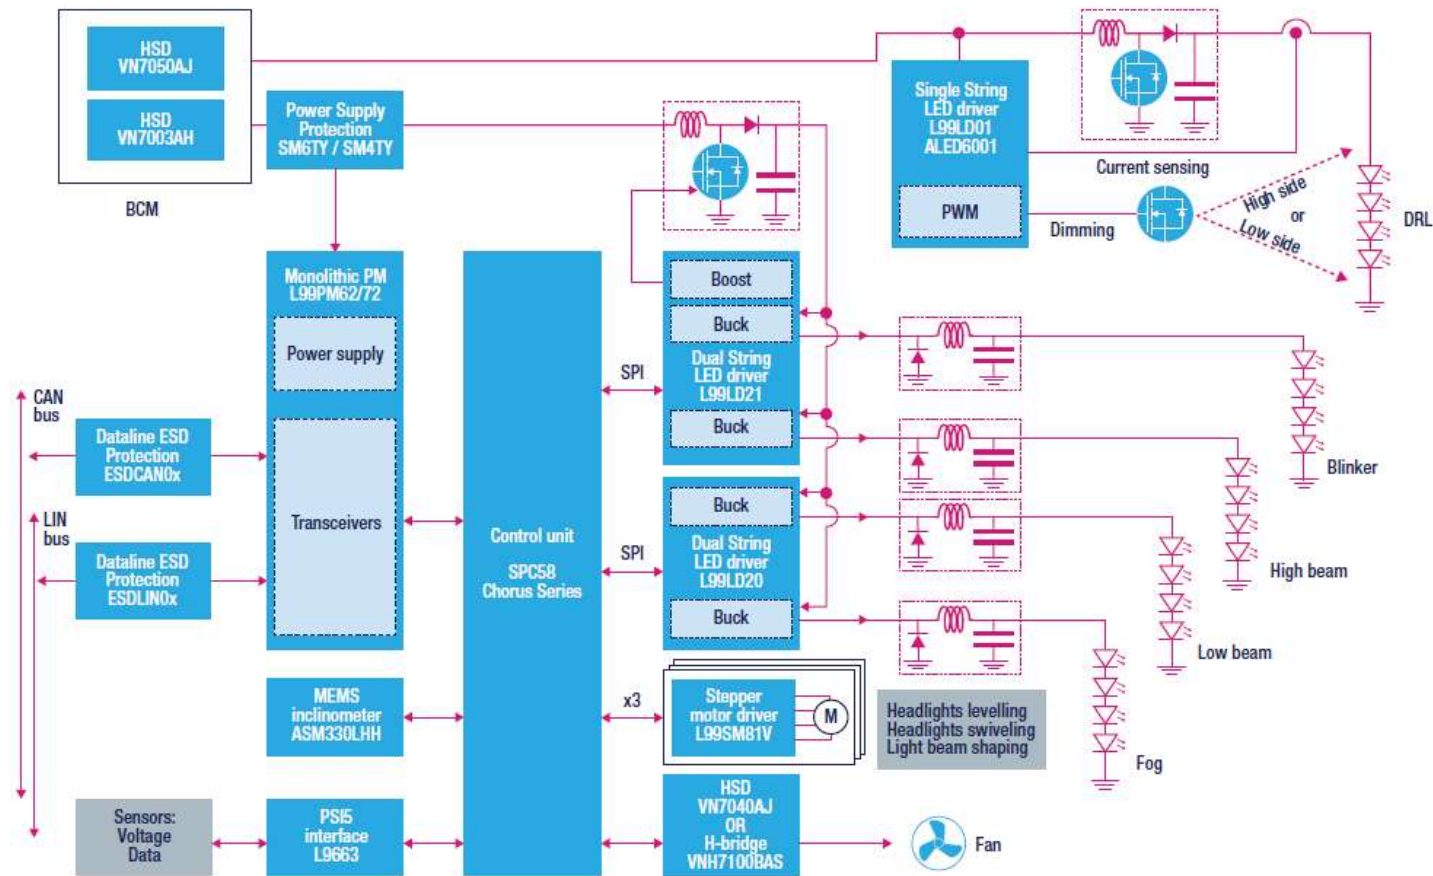 HSD
VN7050AJ
HSD
VN7003AH
BCM
Power Supply
Protection
SM6TY / SM4TY
Single String
LED driver
L99LD01
ALED6001
PWM
Current sensing
Dimming
High side
or
Low side
DRL
Monolithic PM
L99PM62/72
Power supply
Transceivers
CAN
bus
Dataline ESD
Protection
ESDCAN0x
LIN
bus
Dataline ESD
Protection
ESDLIN0x
Control unit
SPC58
Chorus Series
SPI
Boost
Buck
Dual String
LED driver
L99LD21
Buck
SPI
Buck
Dual String
LED driver
L99LD20
Buck
Blinker
High beam
Low beam
Fog
MEMS
inclinometer
ASM330LHH
x3
Stepper
motor driver
L99SM81V
M
Headlights levelling
Headlights swiveling
Light beam shaping
Sensors:
Voltage
Data
PSI5
interface
L9663
HSD
VN7040AJ
OR
H-bridge
VNH7100BAS
Fan